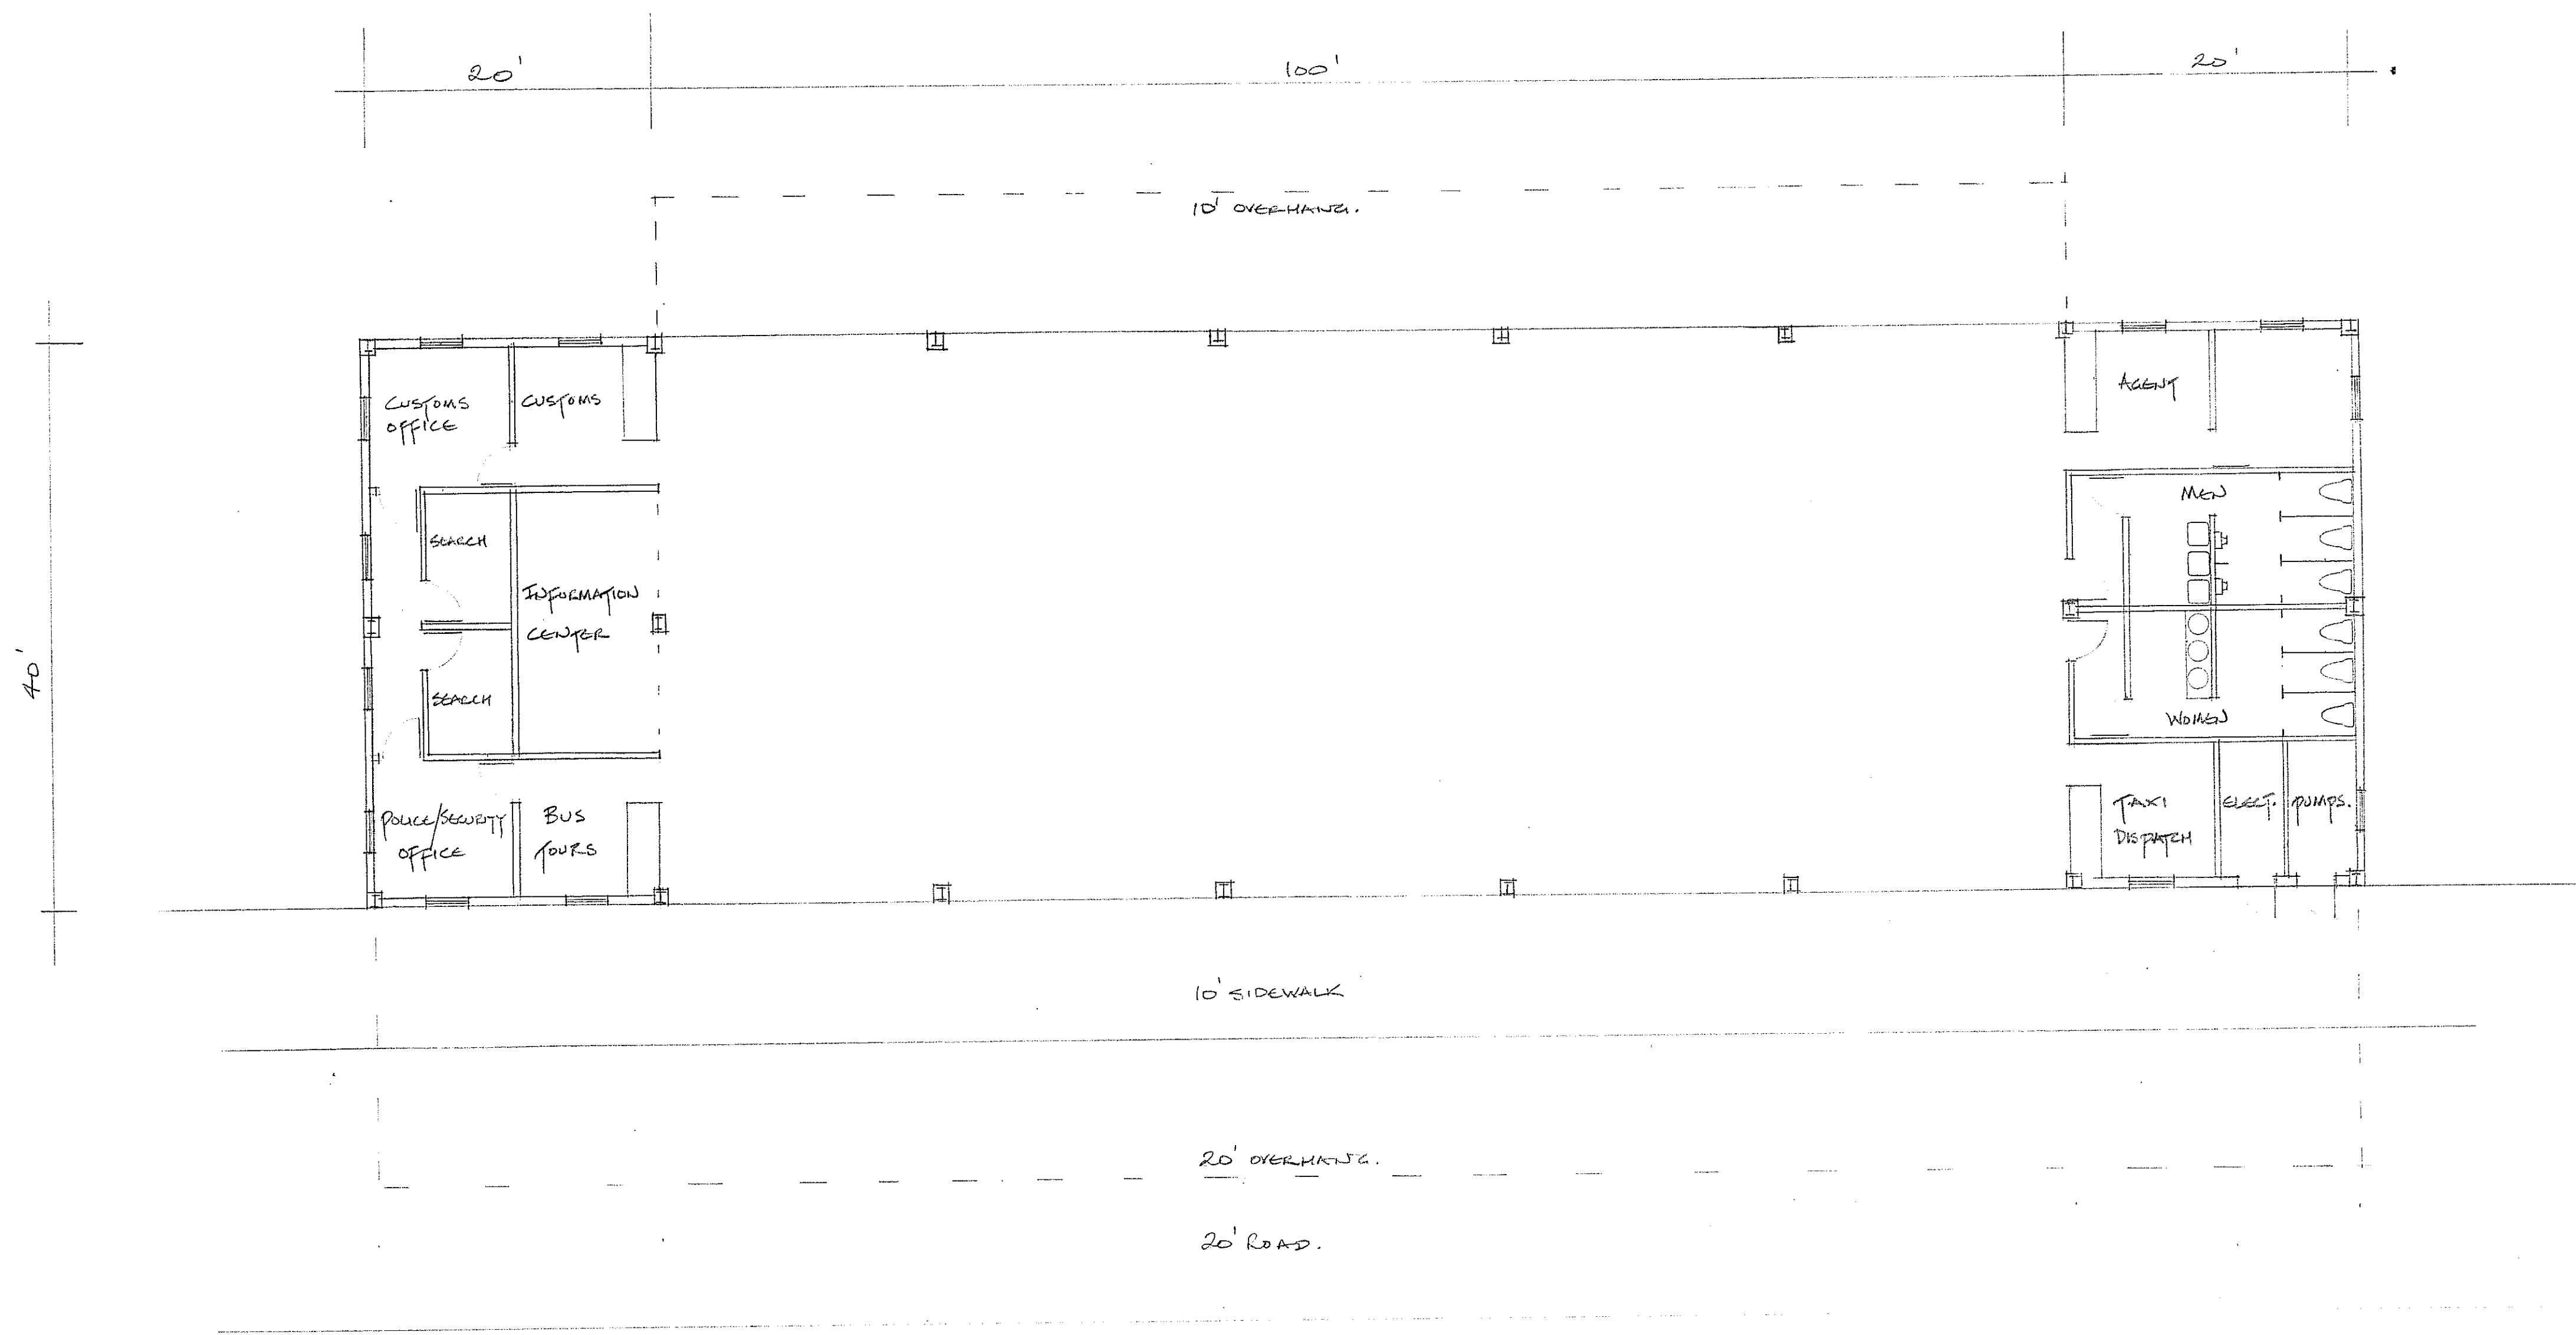 20'
100'
20'
10' OVERHANG.
CUSTOMS
OFFICE
CUSTOMS
AGENT
SEARCH
INFORMATION
CENTER
SEARCH
MEN
WOMEN
40'
POLICE/SECURITY
OFFICE
BUS
TOURS
TAXI
DISPATCH
ELECT.
PUMPS.
10' SIDEWALK
20' OVERHANG.
20' ROAD.